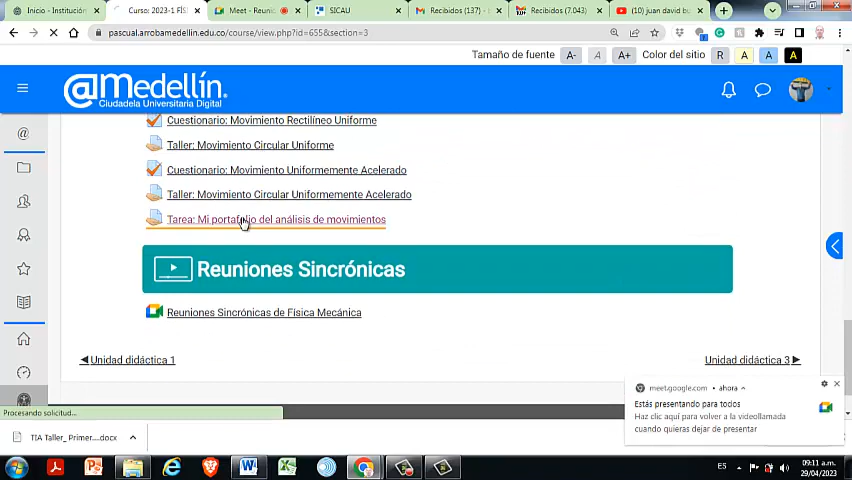 Inicio - Institución
Curso: 2023-1 FÍS
Meet - Reunic
SICAU
Recibidos (137) - l
Recibidos (7.043)
(10) juan david bu
pascual.arrobamedellin.edu.co/course/view.php?id=655&section=3
Tamaño de fuente A- A A+ Color del sitio R A A A
@Medellín.
Ciudadela Universitaria Digital
Cuestionario: Movimiento Rectilíneo Uniforme
Taller: Movimiento Circular Uniforme
Cuestionario: Movimiento Uniformemente Acelerado
Taller: Movimiento Circular Uniformemente Acelerado
Tarea: Mi portafolio del análisis de movimientos
Reuniones Sincrónicas
Reuniones Sincrónicas de Física Mecánica
◀Unidad didáctica 1
Unidad didáctica 3▶
meet.google.com • ahora
Estás presentando para todos
Haz clic aquí para volver a la videollamada
cuando quieras dejar de presentar
Procesando solicitud...
TIA Taller_ Primer....docx
ES
09:11 a.m.
29/04/2023